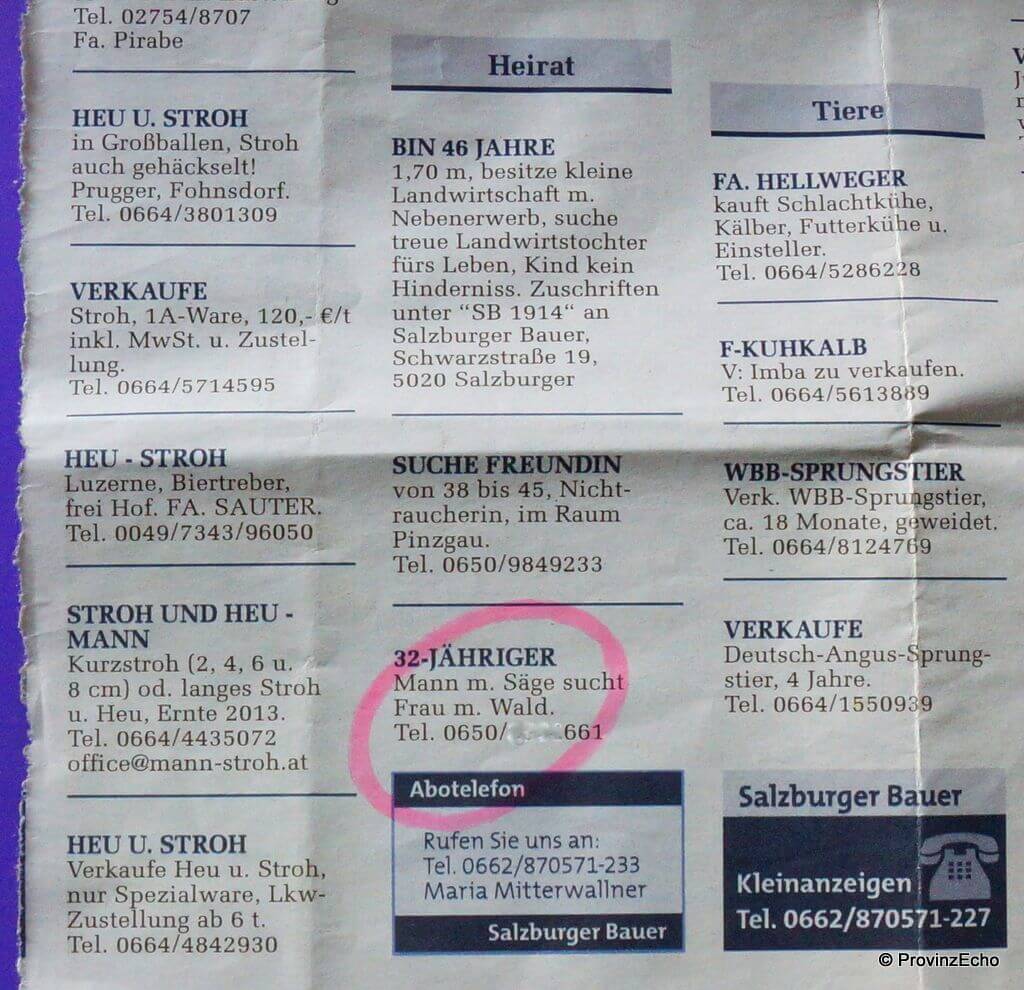 Tel. 02754/8707
Fa. Pirabe
HEU U. STROH
in Großballen, Stroh
auch gehäckselt!
Prugger, Fohnsdorf.
Tel. 0664/3801309
VERKAUFE
Stroh, 1A-Ware, 120,- €/t
inkl. MwSt. u. Zustel-
lung.
Tel. 0664/5714595
HEU - STROH
Luzerne, Biertreber,
frei Hof. FA. SAUTER.
Tel. 0049/7343/96050
STROH UND HEU -
MANN
Kurzstroh (2, 4, 6 u.
8 cm) od. langes Stroh
u. Heu, Ernte 2013.
Tel. 0664/4435072
office@mann-stroh.at
HEU U. STROH
Verkaufe Heu u. Stroh,
nur Spezialware, Lkw-
Zustellung ab 6 t.
Tel. 0664/4842930
Heirat
BIN 46 JAHRE
1,70 m, besitze kleine
Landwirtschaft m.
Nebenerwerb, suche
treue Landwirtstochter
fürs Leben, Kind kein
Hinderniss. Zuschriften
unter "SB 1914" an
Salzburger Bauer,
Schwarzstraße 19,
5020 Salzburger
SUCHE FREUNDIN
von 38 bis 45, Nicht-
raucherin, im Raum
Pinzgau.
Tel. 0650/9849233
32-JÄHRIGER
Mann m. Säge sucht
Frau m. Wald.
Tel. 0650/ 661
Abotelefon
Rufen Sie uns an:
Tel. 0662/870571-233
Maria Mitterwallner
Salzburger Bauer
Tiere
FA. HELLWEGER
kauft Schlachtkühe,
Kälber, Futterkühe u.
Einsteller.
Tel. 0664/5286228
F-KUHKALB
V: Imba zu verkaufen.
Tel. 0664/5613889
WBB-SPRUNGSTIER
Verk. WBB-Sprungstier,
ca. 18 Monate, geweidet.
Tel. 0664/8124769
VERKAUFE
Deutsch-Angus-Sprung-
stier, 4 Jahre.
Tel. 0664/1550939
Salzburger Bauer
Kleinanzeigen
Tel. 0662/870571-227
© ProvinzEcho